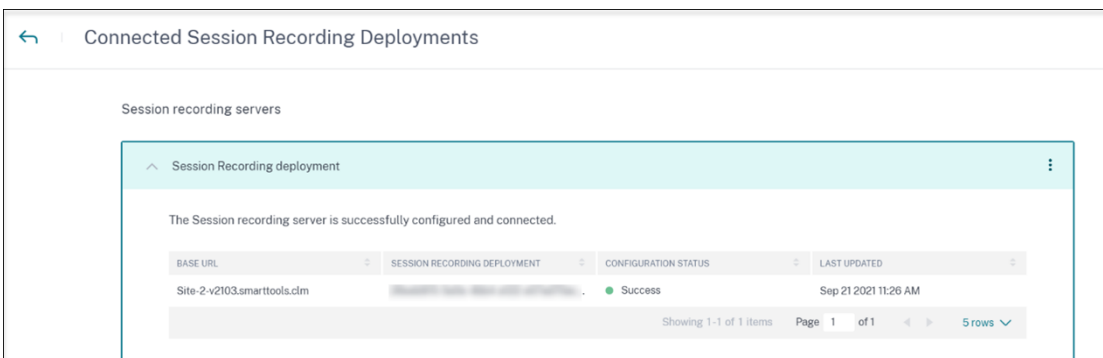 Connected Session Recording Deployments
Session recording servers
Session Recording deployment
The Session recording server is successfully configured and connected.
BASE URL SESSION RECORDING DEPLOYMENT CONFIGURATION STATUS LAST UPDATED
Site-2-v2103.smarttools.clm . Success Sep 21 2021 11:26 AM
Showing 1-1 of 1 items Page 1 of 1 5 rows